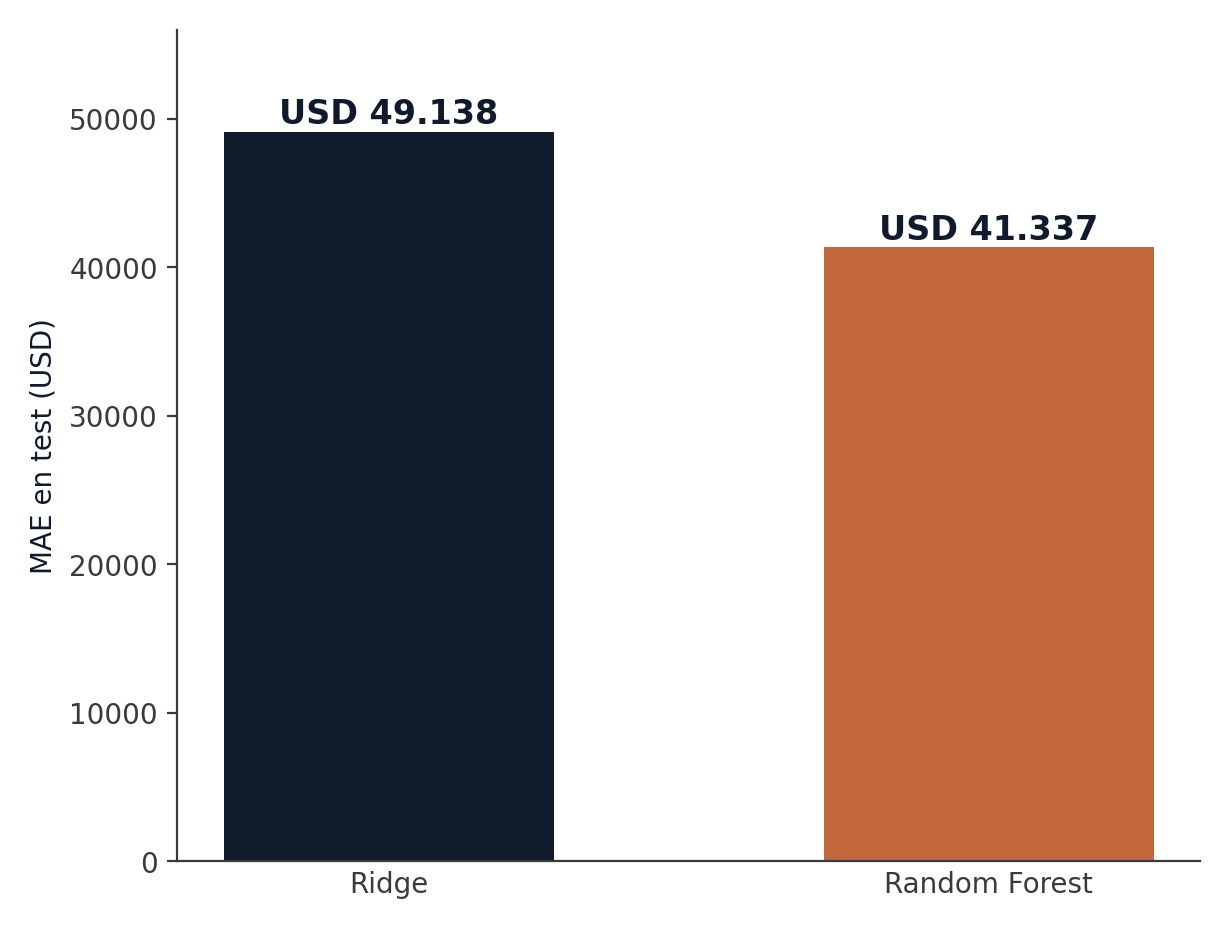 USD 49.138
USD 41.337
MAE en test (USD)
50000
40000
30000
20000
10000
0
Ridge
Random Forest